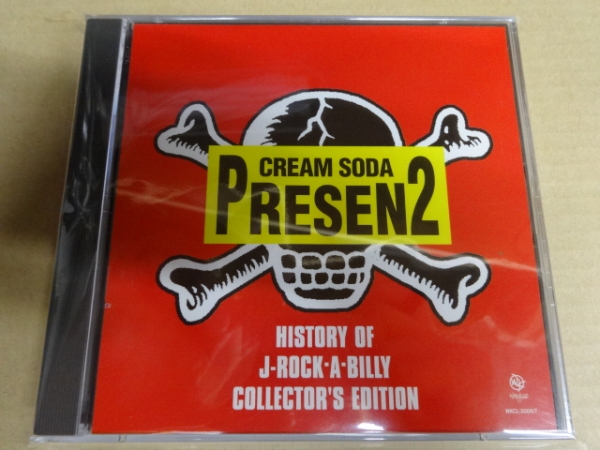 CREAM SODA
PRESEN2
HISTORY OF
J-ROCK-A-BILLY
COLLECTOR'S EDITION